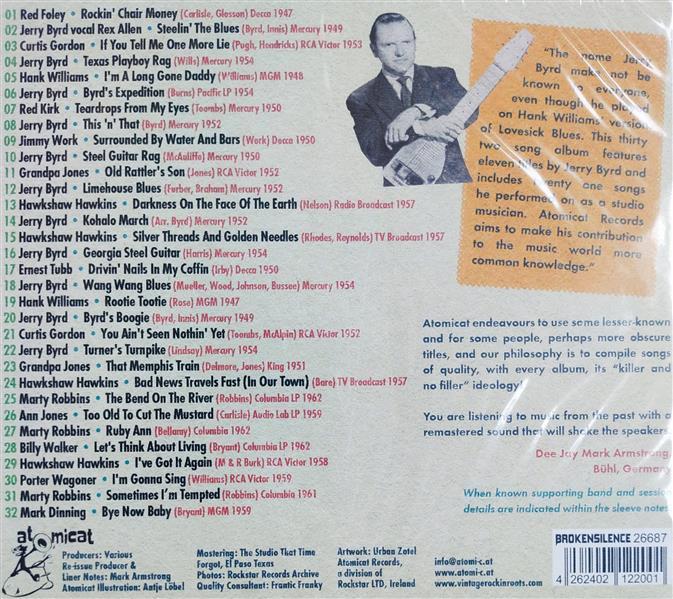 01 Red Foley • Rockin' Chair Money (Carlisle, Glosson) Decca 1947
02 Jerry Byrd vocal Rex Allen • Steelin' The Blues (Byrd, Innis) Mercury 1949
03 Curtis Gordon • If You Tell Me One More Lie (Pugh, Hendricks) RCA Victor 1953
04 Jerry Byrd • Texas Playboy Rag (Wills) Mercury 1954
05 Hank Williams • I'm A Long Gone Daddy (Williams) MGM 1948
06 Jerry Byrd • Byrd's Expedition (Burns) Pacific LP 1954
07 Red Kirk • Teardrops From My Eyes (Toombs) Mercury 1950
08 Jerry Byrd • This 'n' That (Byrd) Mercury 1952
09 Jimmy Work • Surrounded By Water And Bars (Work) Decca 1950
10 Jerry Byrd • Steel Guitar Rag (McAuliffe) Mercury 1950
11 Grandpa Jones • Old Rattler's Son (Jones) RCA Victor 1952
12 Jerry Byrd • Limehouse Blues (Furber, Braham) Mercury 1952
13 Hawkshaw Hawkins • Darkness On The Face Of The Earth (Nelson) Radio Broadcast 1957
14 Jerry Byrd • Kohalo March (Arr. Byrd) Mercury 1952
15 Hawkshaw Hawkins • Silver Threads And Golden Needles (Rhodes, Reynolds) TV Broadcast 1957
16 Jerry Byrd • Georgia Steel Guitar (Harris) Mercury 1954
17 Ernest Tubb • Drivin' Nails In My Coffin (Irby) Decca 1950
18 Jerry Byrd • Wang Wang Blues (Mueller, Wood, Johnson, Bussee) Mercury 1954
19 Hank Williams • Rootie Tootie (Rose) MGM 1947
20 Jerry Byrd • Byrd's Boogie (Byrd, Innis) Mercury 1949
21 Curtis Gordon • You Ain't Seen Nothin' Yet (Toombs, McAlpin) RCA Victor 1952
22 Jerry Byrd • Turner's Turnpike (Lindsay) Mercury 1954
23 Grandpa Jones • That Memphis Train (Delmore, Jones) King 1951
24 Hawkshaw Hawkins • Bad News Travels Fast (In Our Town) (Bare) TV Broadcast 1957
25 Marty Robbins • The Bend On The River (Robbins) Columbia LP 1962
26 Ann Jones • Too Old To Cut The Mustard (Carlisle) Audio Lab LP 1959
27 Marty Robbins • Ruby Ann (Bellamy) Columbia 1962
28 Billy Walker • Let's Think About Living (Bryant) Columbia LP 1962
29 Hawkshaw Hawkins • I've Got It Again (M & R Burk) RCA Victor 1958
30 Porter Wagoner • I'm Gonna Sing (Williams) RCA Victor 1959
31 Marty Robbins • Sometimes I'm Tempted (Robbins) Columbia 1961
32 Mark Dinning • Bye Now Baby (Bryant) MGM 1959
"The name Jerry
Byrd make not be
known to everyone,
even though he played
on Hank Williams' version
of Lovesick Blues. This thirty
two song album features
eleven titles by Jerry Byrd and
includes twenty one songs
he performed on as a studio
musician. Atomicat Records
aims to make his contribution
to the music world more
common knowledge."
Atomicat endeavours to use some lesser-known
and for some people, perhaps more obscure
titles, and our philosophy is to compile songs
of quality, with every album, its "killer and
no filler" ideology!
You are listening to music from the past with a
remastered sound that will shake the speakers.
Dee Jay Mark Armstrong,
Bühl, Germany
When known supporting band and session
details are indicated within the sleeve notes.
atomicat
Producers: Various
Re-issue Producer &
Liner Notes: Mark Armstrong
Atomicat Illustration: Antje Löbel
Mastering: The Studio That Time
Forgot, El Paso Texas
Photos: Rockstar Records Archive
Quality Consultant: Frantic Franky
Artwork: Urban Zotel
Atomicat Records,
a division of
Rockstar LTD, Ireland
info@atomi-c.at
www.atomi-c.at
www.vintagerockinroots.com
BROKENSILENCE 26687
4 262402 122001